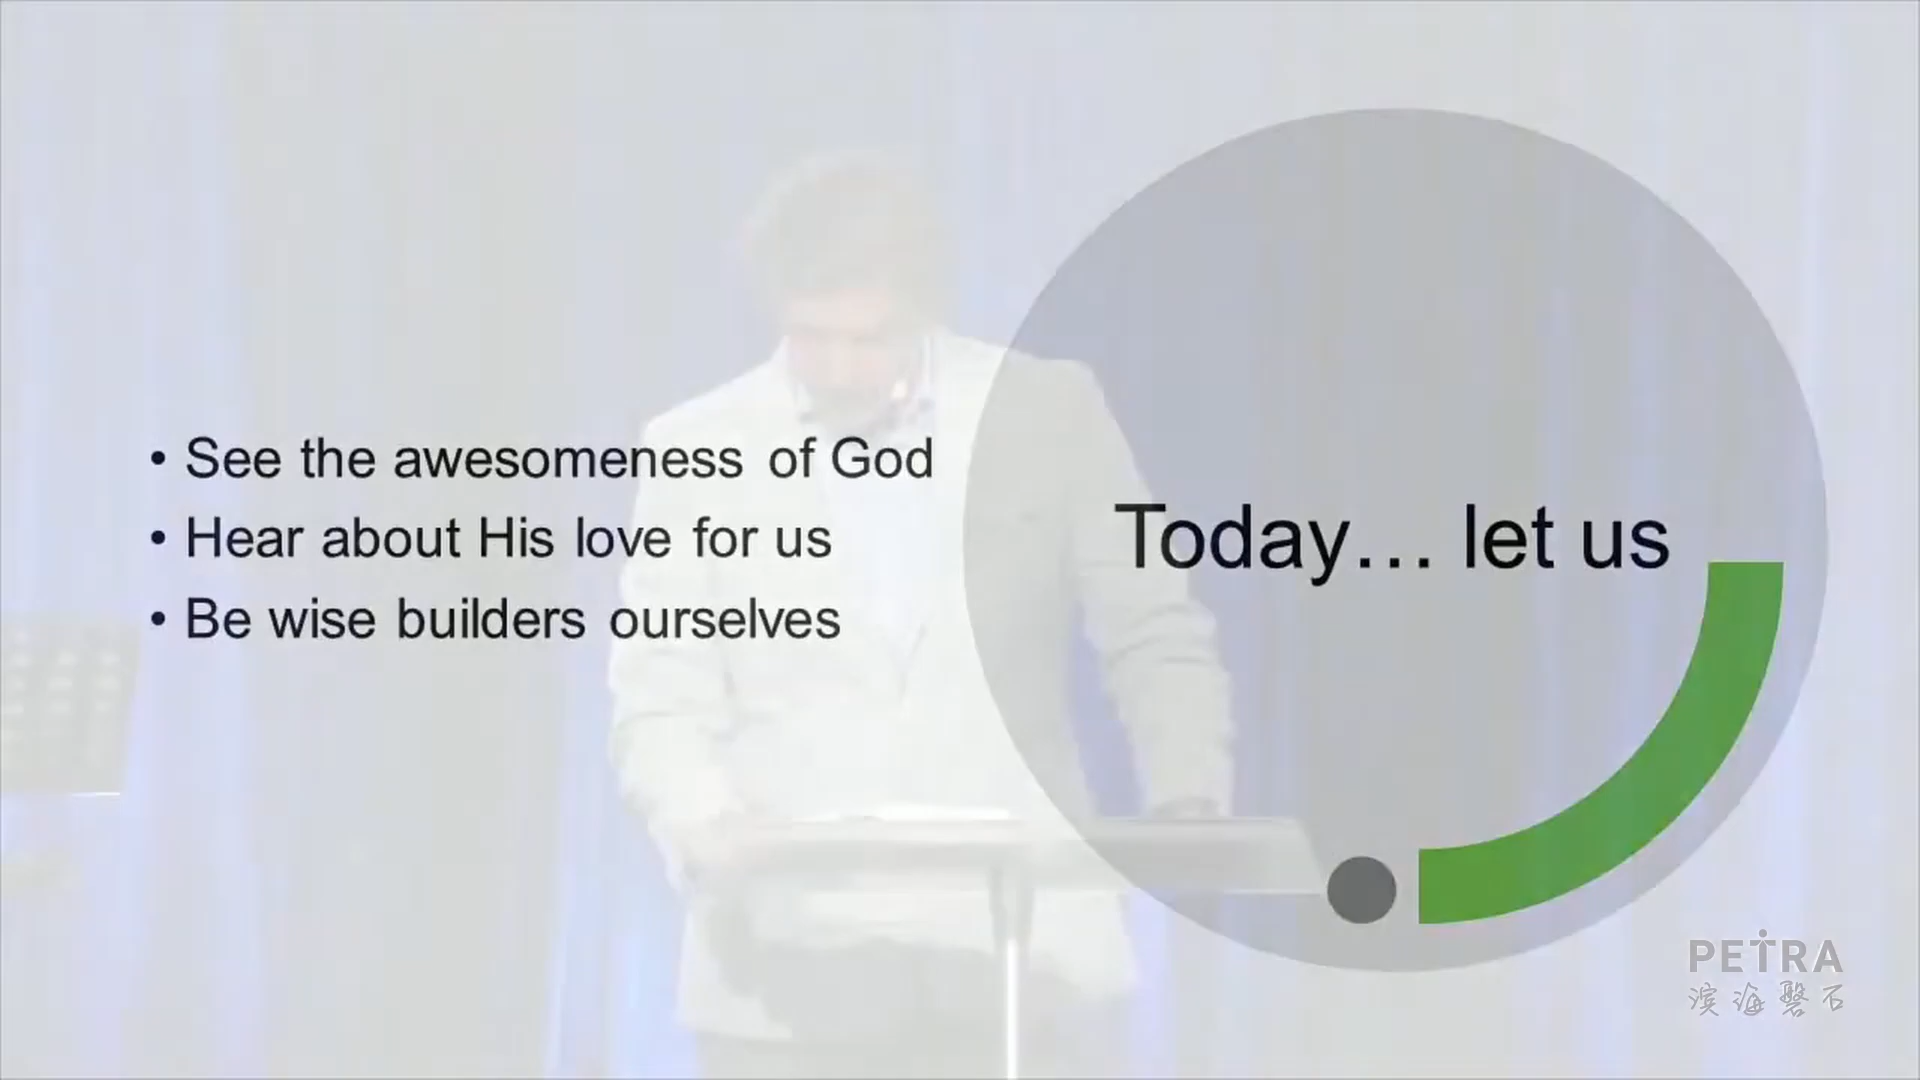 • See the awesomeness of God
• Hear about His love for us
• Be wise builders ourselves
Today... let us
PETRA
滨海磐石